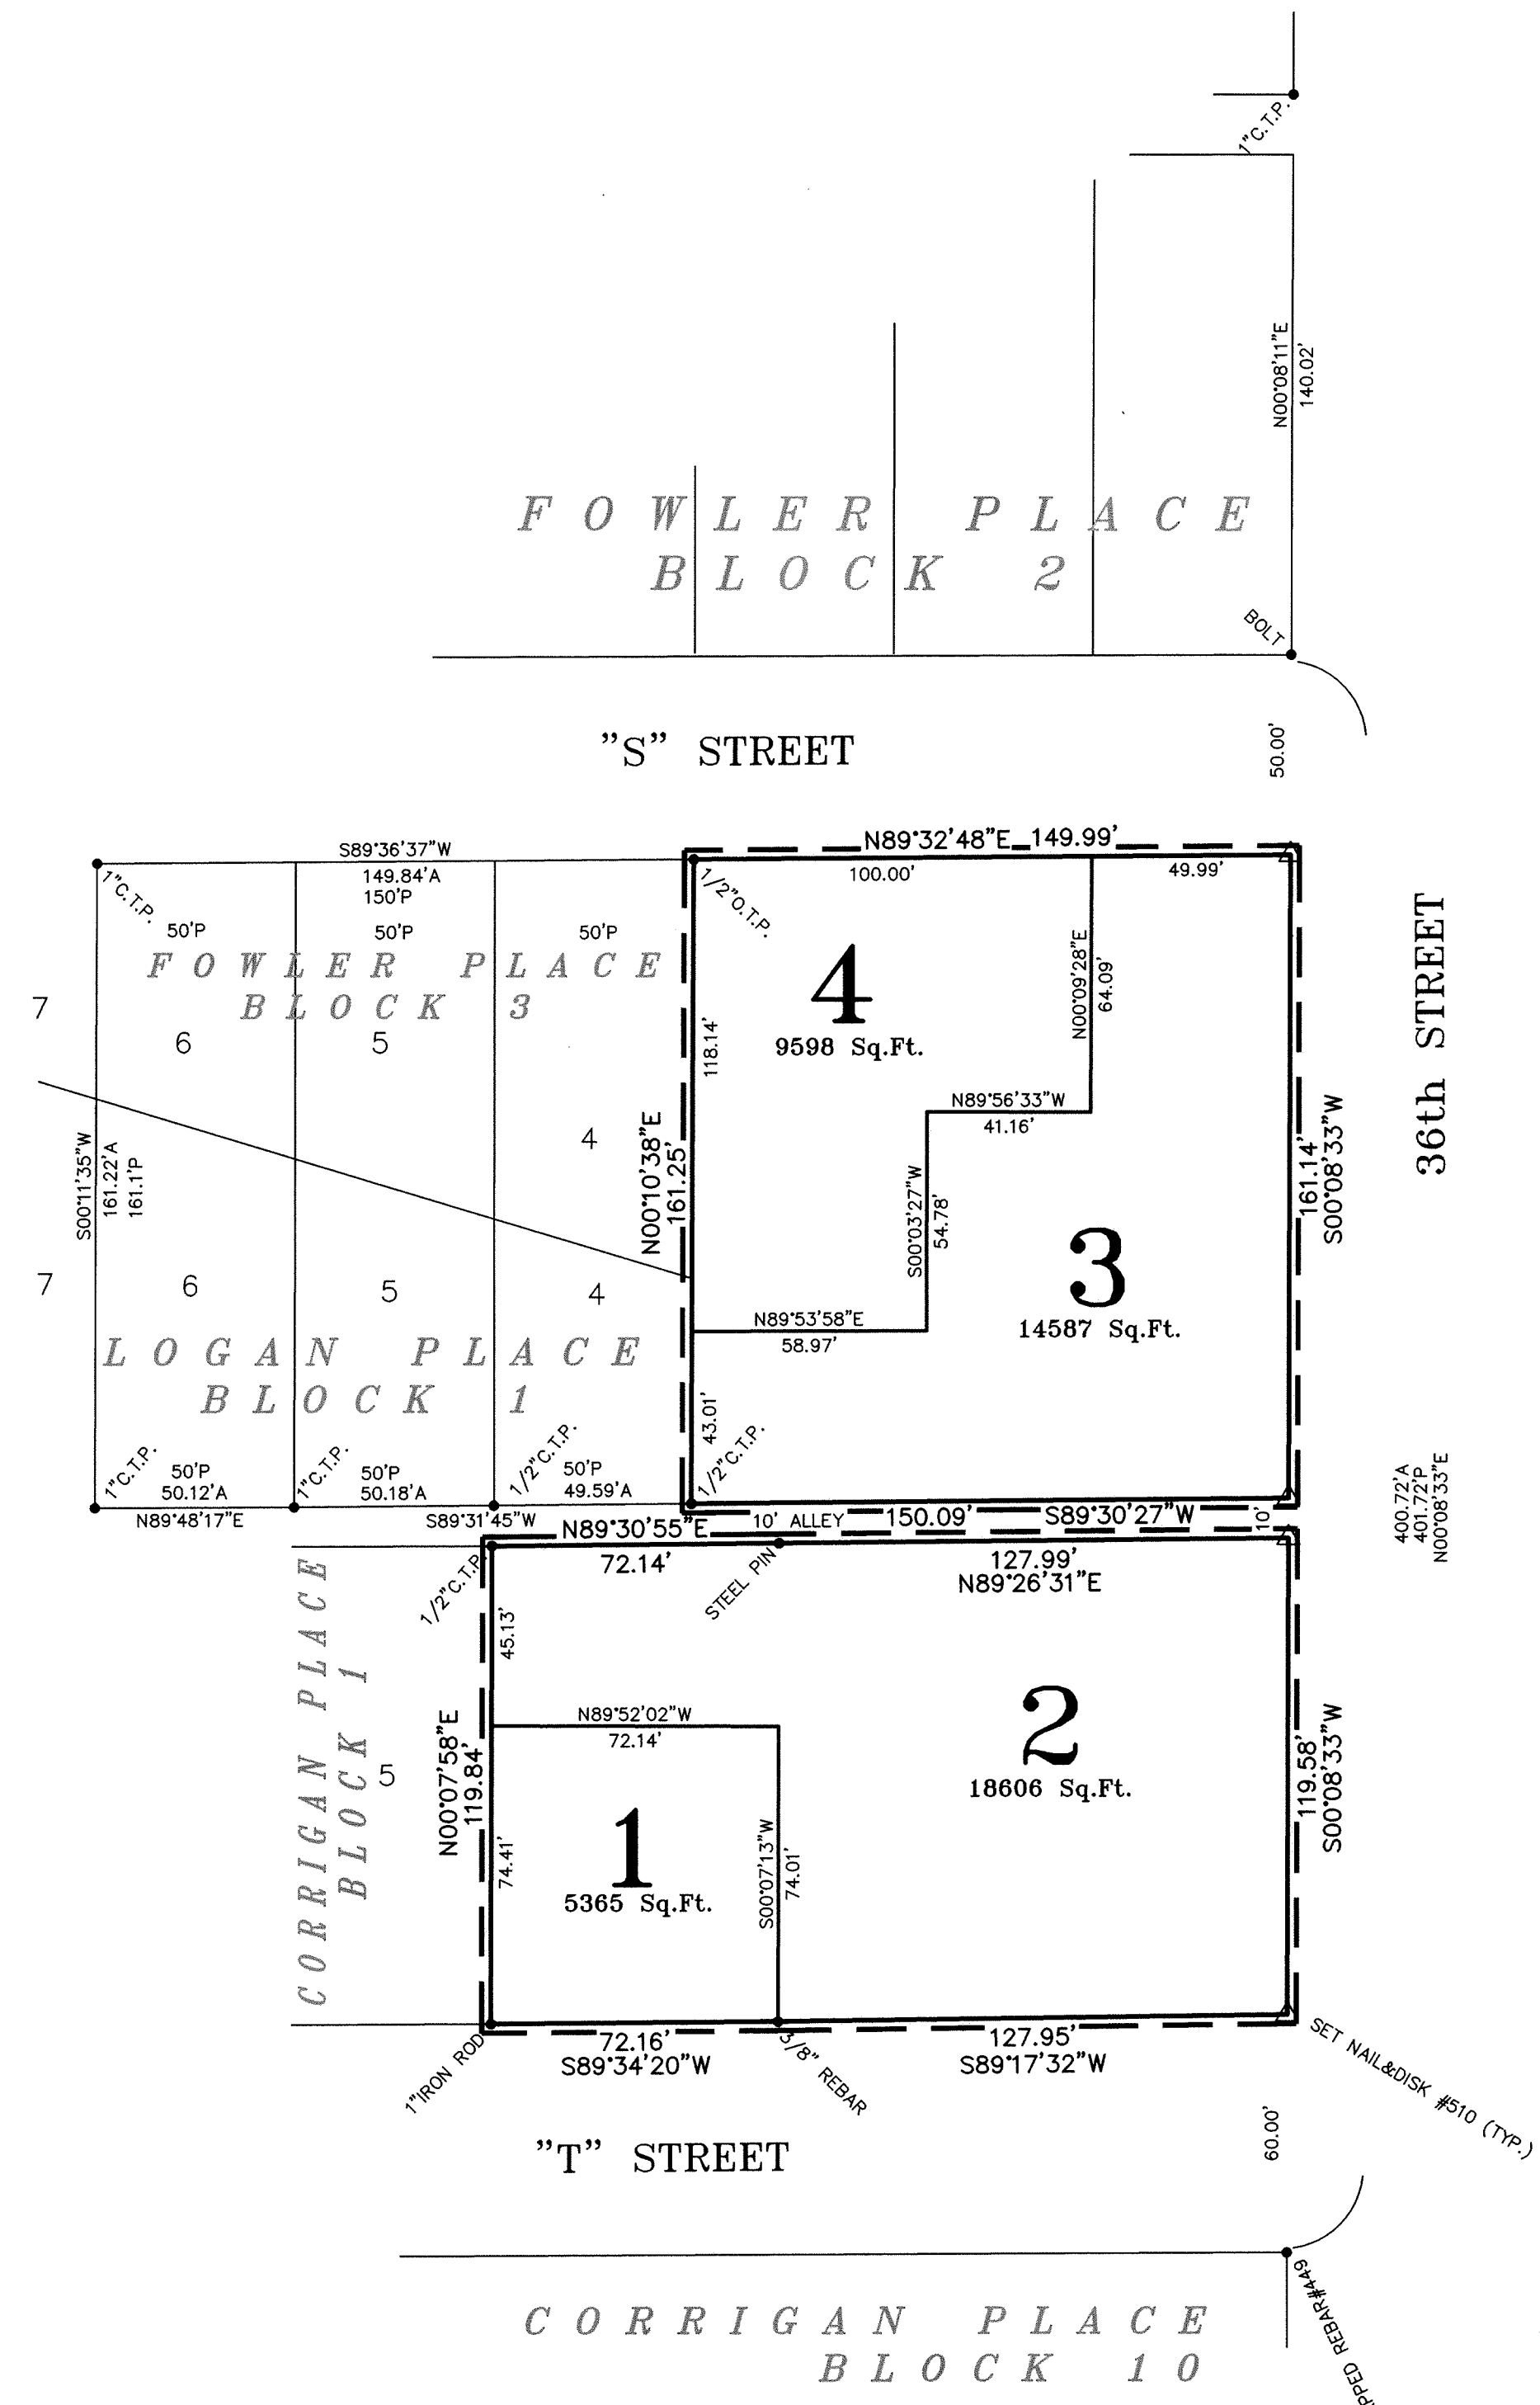 1"C.T.P.
N00°08'11"E
140.02'
FOWLER PLACE
BLOCK 2
BOLT
"S" STREET
50.00'
S89°36'37"W
149.84'A
150'P
N89°32'48"E 149.99'
100.00'
49.99'
1"C.T.P.
1/2"O.T.P.
50'P
50'P
50'P
FOWLER PLACE
BLOCK 3
7
6
5
4
4
9598 Sq.Ft.
118.14'
N00°09'28"E
64.09'
36th STREET
N89°56'33"W
41.16'
S00°11'35"W
161.22'A
161.1'P
N00°10'38"E
161.25'
S00°03'27"W
54.78'
161.14'
S00°08'33"W
7
6
5
4
3
14587 Sq.Ft.
N89°53'58"E
58.97'
LOGAN PLACE
BLOCK 1
43.01'
1"C.T.P.
1"C.T.P.
1/2"C.T.P.
1/2"C.T.P.
50'P
50.12'A
50'P
50.18'A
50'P
49.59'A
N89°48'17"E
S89°31'45"W
10' ALLEY
150.09'
S89°30'27"W
10'
400.72'A
401.72'P
N00°08'33"E
N89°30'55"E
72.14'
127.99'
N89°26'31"E
1/2"C.T.P.
STEEL PIN
45.13'
CORRIGAN PLACE
BLOCK 1
5
N89°52'02"W
72.14'
N00°07'58"E
119.84'
74.41'
1
5365 Sq.Ft.
S00°07'13"W
74.01'
2
18606 Sq.Ft.
119.58'
S00°08'33"W
72.16'
S89°34'20"W
127.95'
S89°17'32"W
1"IRON ROD
3/8" REBAR
SET NAIL&DISK #510 (TYP.)
"T" STREET
60.00'
CORRIGAN PLACE
BLOCK 10
REBAR#449